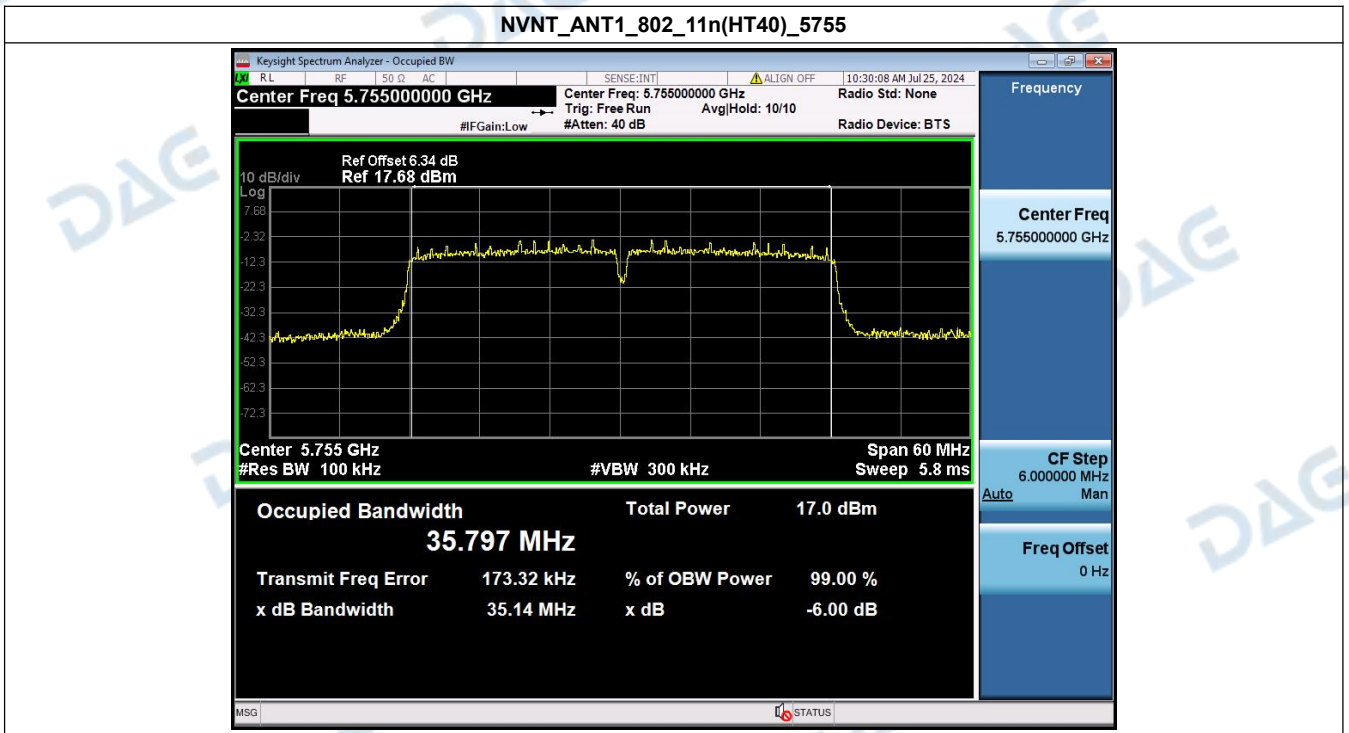 NVNT_ANT1_802_11n(HT40)_5755
Keysight Spectrum Analyzer - Occupied BW
LXI RL RF 50 Ω AC SENSE:INT ALIGN OFF 10:30:08 AM Jul 25, 2024
Center Freq 5.755000000 GHz
Center Freq: 5.755000000 GHz Radio Std: None
Trig: Free Run Avg|Hold: 10/10
#IFGain:Low #Atten: 40 dB Radio Device: BTS
Ref Offset 6.34 dB
10 dB/div Ref 17.68 dBm
Log
7.68
-2.32
-12.3
-22.3
-32.3
-42.3
-52.3
-62.3
-72.3
Center 5.755 GHz Span 60 MHz
#Res BW 100 kHz #VBW 300 kHz Sweep 5.8 ms
Occupied Bandwidth Total Power 17.0 dBm
35.797 MHz
Transmit Freq Error 173.32 kHz % of OBW Power 99.00 %
x dB Bandwidth 35.14 MHz x dB -6.00 dB
MSG STATUS
Frequency
Center Freq
5.755000000 GHz
CF Step
6.000000 MHz
Auto Man
Freq Offset
0 Hz
DAG
DAG
DAG